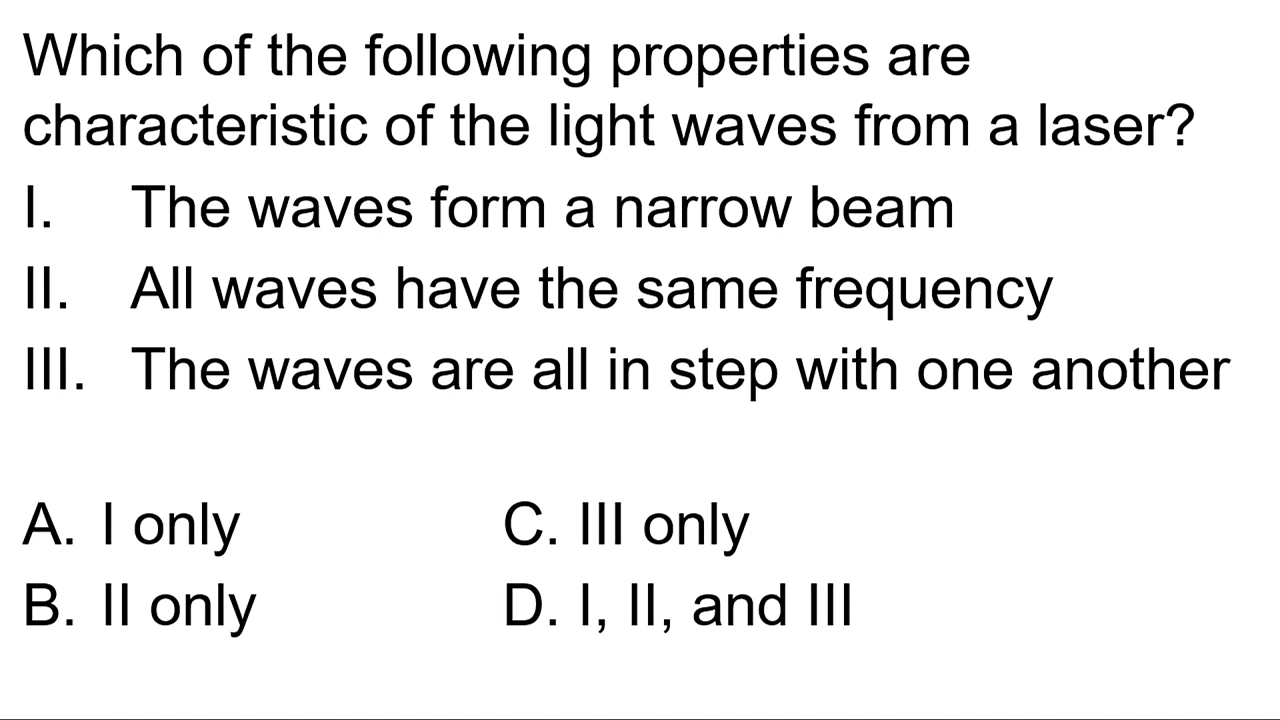 Which of the following properties are
characteristic of the light waves from a laser?
I. The waves form a narrow beam
II. All waves have the same frequency
III. The waves are all in step with one another
A. I only C. III only
B. II only D. I, II, and III